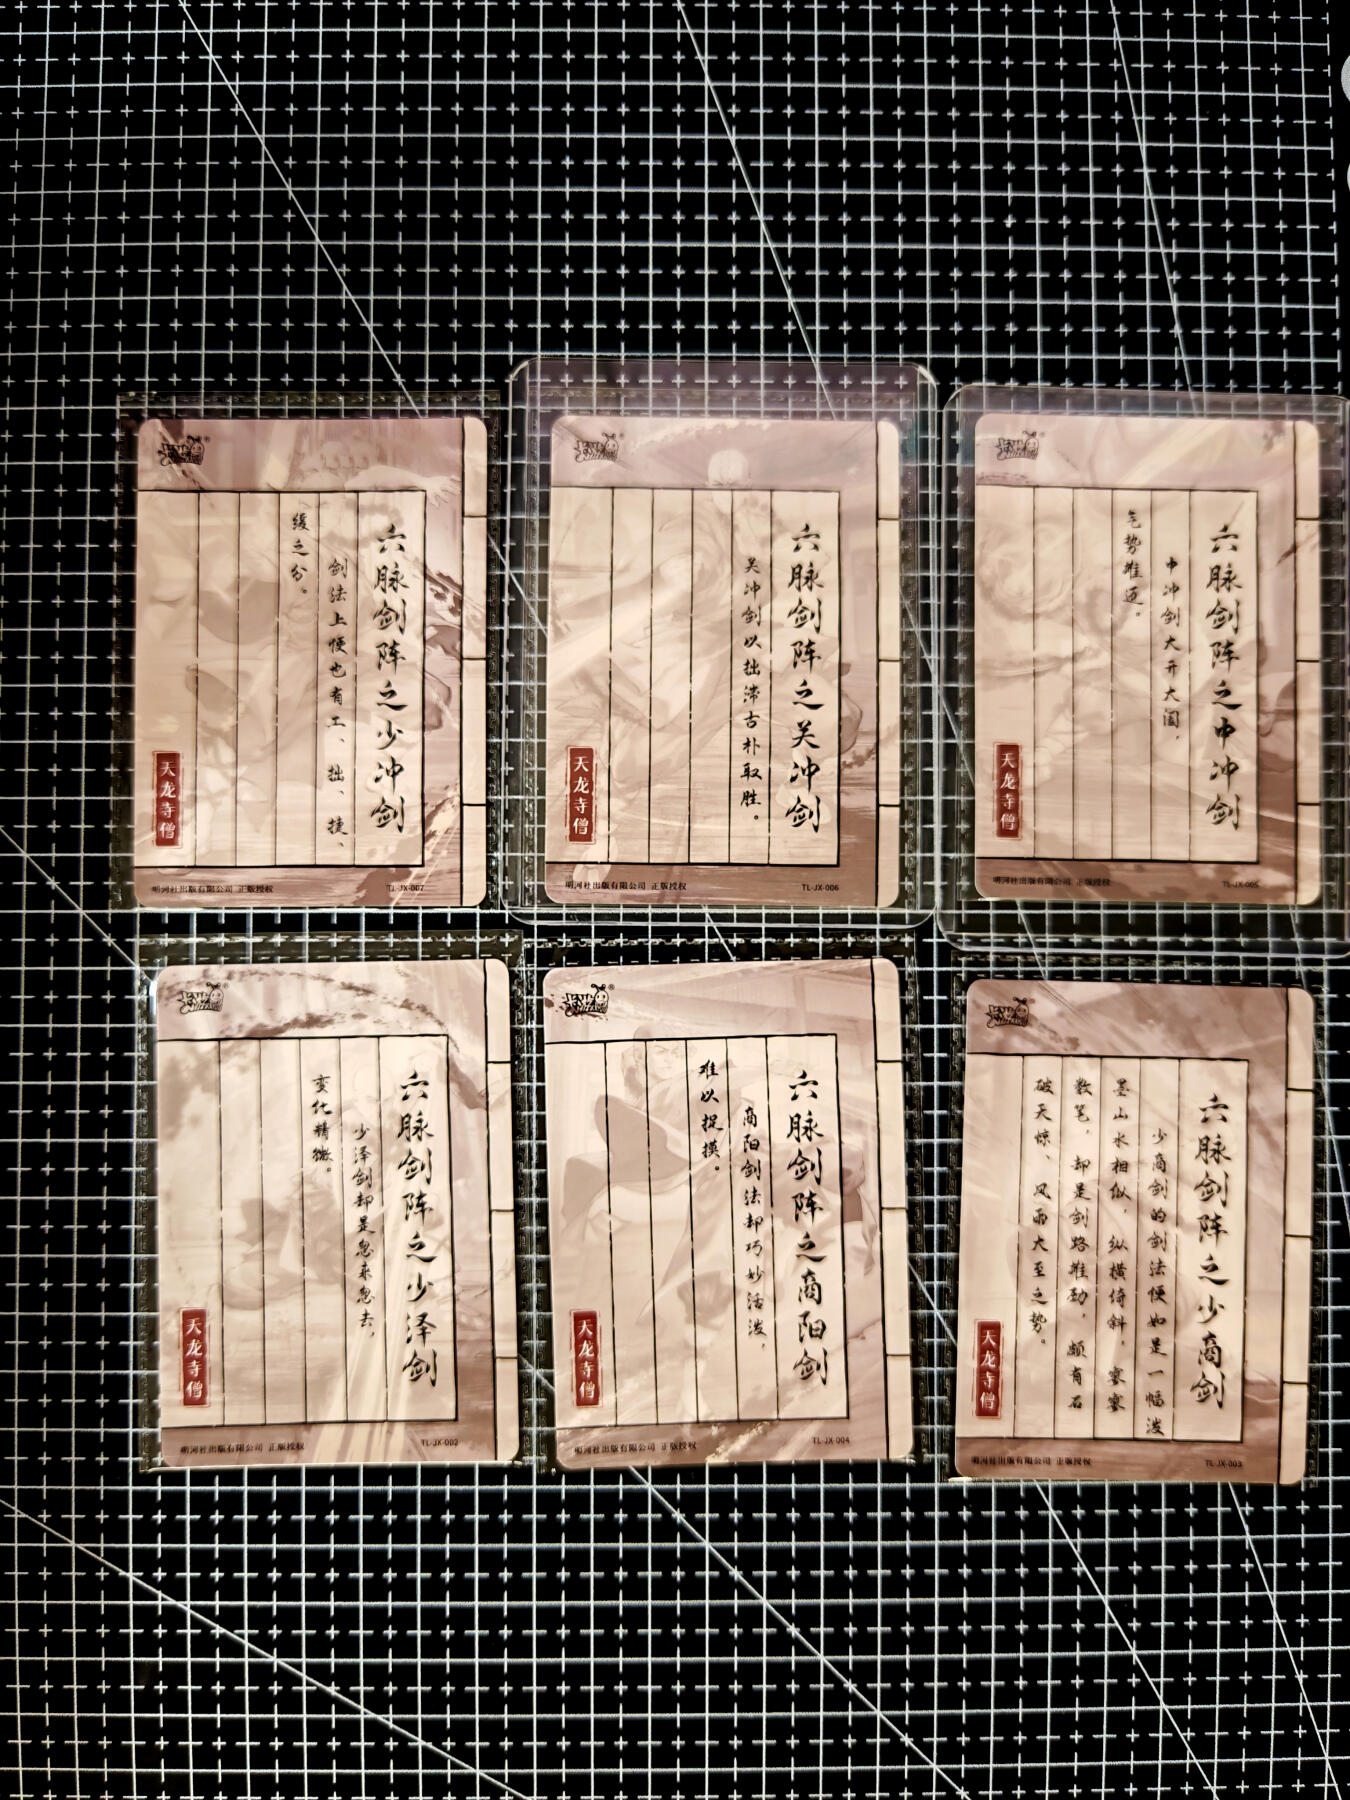 六脉剑阵之少冲剑
剑法上便也有工、拙、捷、
缓之分。
天龙寺僧
明河社出版有限公司 正版授权
TL-JX-007
六脉剑阵之关冲剑
关冲剑以拙滞古朴取胜。
天龙寺僧
明河社出版有限公司 正版授权
TL-JX-006
六脉剑阵之中冲剑
中冲剑大开大阖，
气势雄迈。
天龙寺僧
明河社出版有限公司 正版授权
TL-JX-005
六脉剑阵之少泽剑
少泽剑却是忽来忽去，
变化精微。
天龙寺僧
明河社出版有限公司 正版授权
TL-JX-002
六脉剑阵之商阳剑
商阳剑法却巧妙活泼，
难以捉摸。
天龙寺僧
明河社出版有限公司 正版授权
TL-JX-004
六脉剑阵之少商剑
少商剑的剑法便如是一幅泼
墨山水相似，纵横倚斜，寥寥
数笔，却是剑路雄劲，颇有石
破天惊、风雨大至之势。
天龙寺僧
明河社出版有限公司 正版授权
TL-JX-003